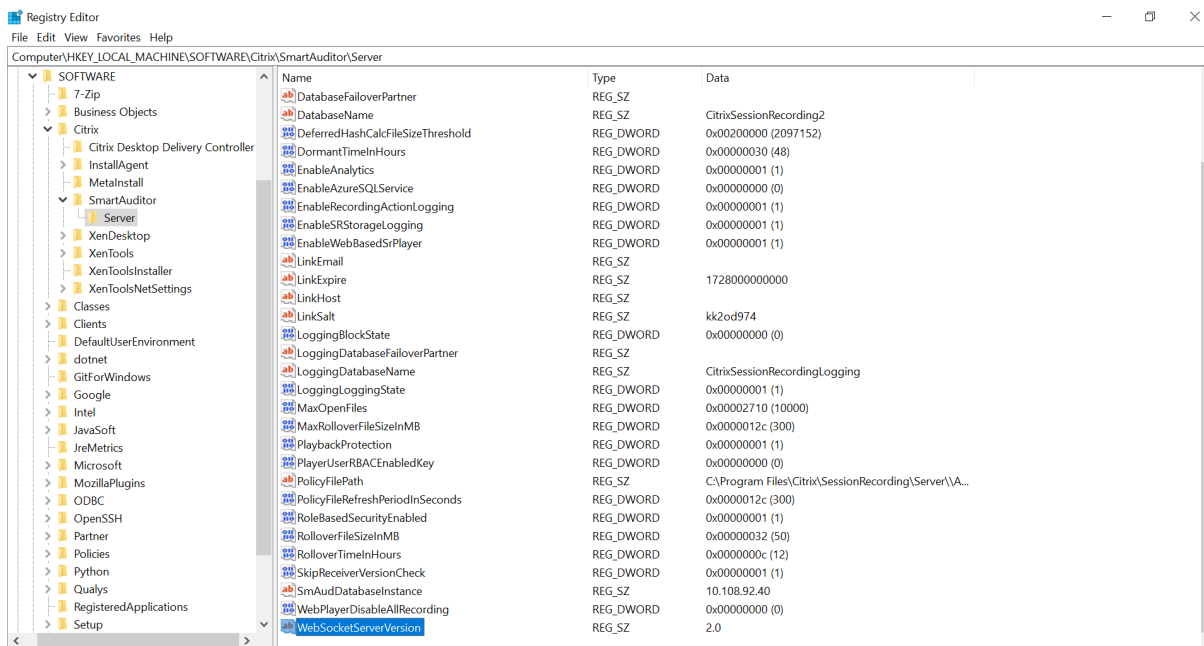 Registry Editor
File Edit View Favorites Help
Computer\HKEY_LOCAL_MACHINE\SOFTWARE\Citrix\SmartAuditor\Server
SOFTWARE
7-Zip
Business Objects
Citrix
Citrix Desktop Delivery Controller
InstallAgent
MetaInstall
SmartAuditor
Server
XenDesktop
XenTools
XenToolsInstaller
XenToolsNetSettings
Classes
Clients
DefaultUserEnvironment
dotnet
GitForWindows
Google
Intel
JavaSoft
JreMetrics
Microsoft
MozillaPlugins
ODBC
OpenSSH
Partner
Policies
Python
Qualys
RegisteredApplications
Setup
Name Type Data
DatabaseFailoverPartner REG_SZ
DatabaseName REG_SZ CitrixSessionRecording2
DeferredHashCalcFileSizeThreshold REG_DWORD 0x00200000 (2097152)
DormantTimeInHours REG_DWORD 0x00000030 (48)
EnableAnalytics REG_DWORD 0x00000001 (1)
EnableAzureSQLService REG_DWORD 0x00000000 (0)
EnableRecordingActionLogging REG_DWORD 0x00000001 (1)
EnableSRStorageLogging REG_DWORD 0x00000001 (1)
EnableWebBasedSrPlayer REG_DWORD 0x00000001 (1)
LinkEmail REG_SZ
LinkExpire REG_SZ 1728000000000
LinkHost REG_SZ
LinkSalt REG_SZ kk2od974
LoggingBlockState REG_DWORD 0x00000000 (0)
LoggingDatabaseFailoverPartner REG_SZ
LoggingDatabaseName REG_SZ CitrixSessionRecordingLogging
LoggingLoggingState REG_DWORD 0x00000001 (1)
MaxOpenFiles REG_DWORD 0x00002710 (10000)
MaxRolloverFileSizeInMB REG_DWORD 0x0000012c (300)
PlaybackProtection REG_DWORD 0x00000001 (1)
PlayerUserRBACEnabledKey REG_DWORD 0x00000000 (0)
PolicyFilePath REG_SZ C:\Program Files\Citrix\SessionRecording\Server\\A...
PolicyFileRefreshPeriodInSeconds REG_DWORD 0x0000012c (300)
RoleBasedSecurityEnabled REG_DWORD 0x00000001 (1)
RolloverFileSizeInMB REG_DWORD 0x00000032 (50)
RolloverTimeInHours REG_DWORD 0x0000000c (12)
SkipReceiverVersionCheck REG_DWORD 0x00000001 (1)
SmAudDatabaseInstance REG_SZ 10.108.92.40
WebPlayerDisableAllRecording REG_DWORD 0x00000000 (0)
WebSocketServerVersion REG_SZ 2.0